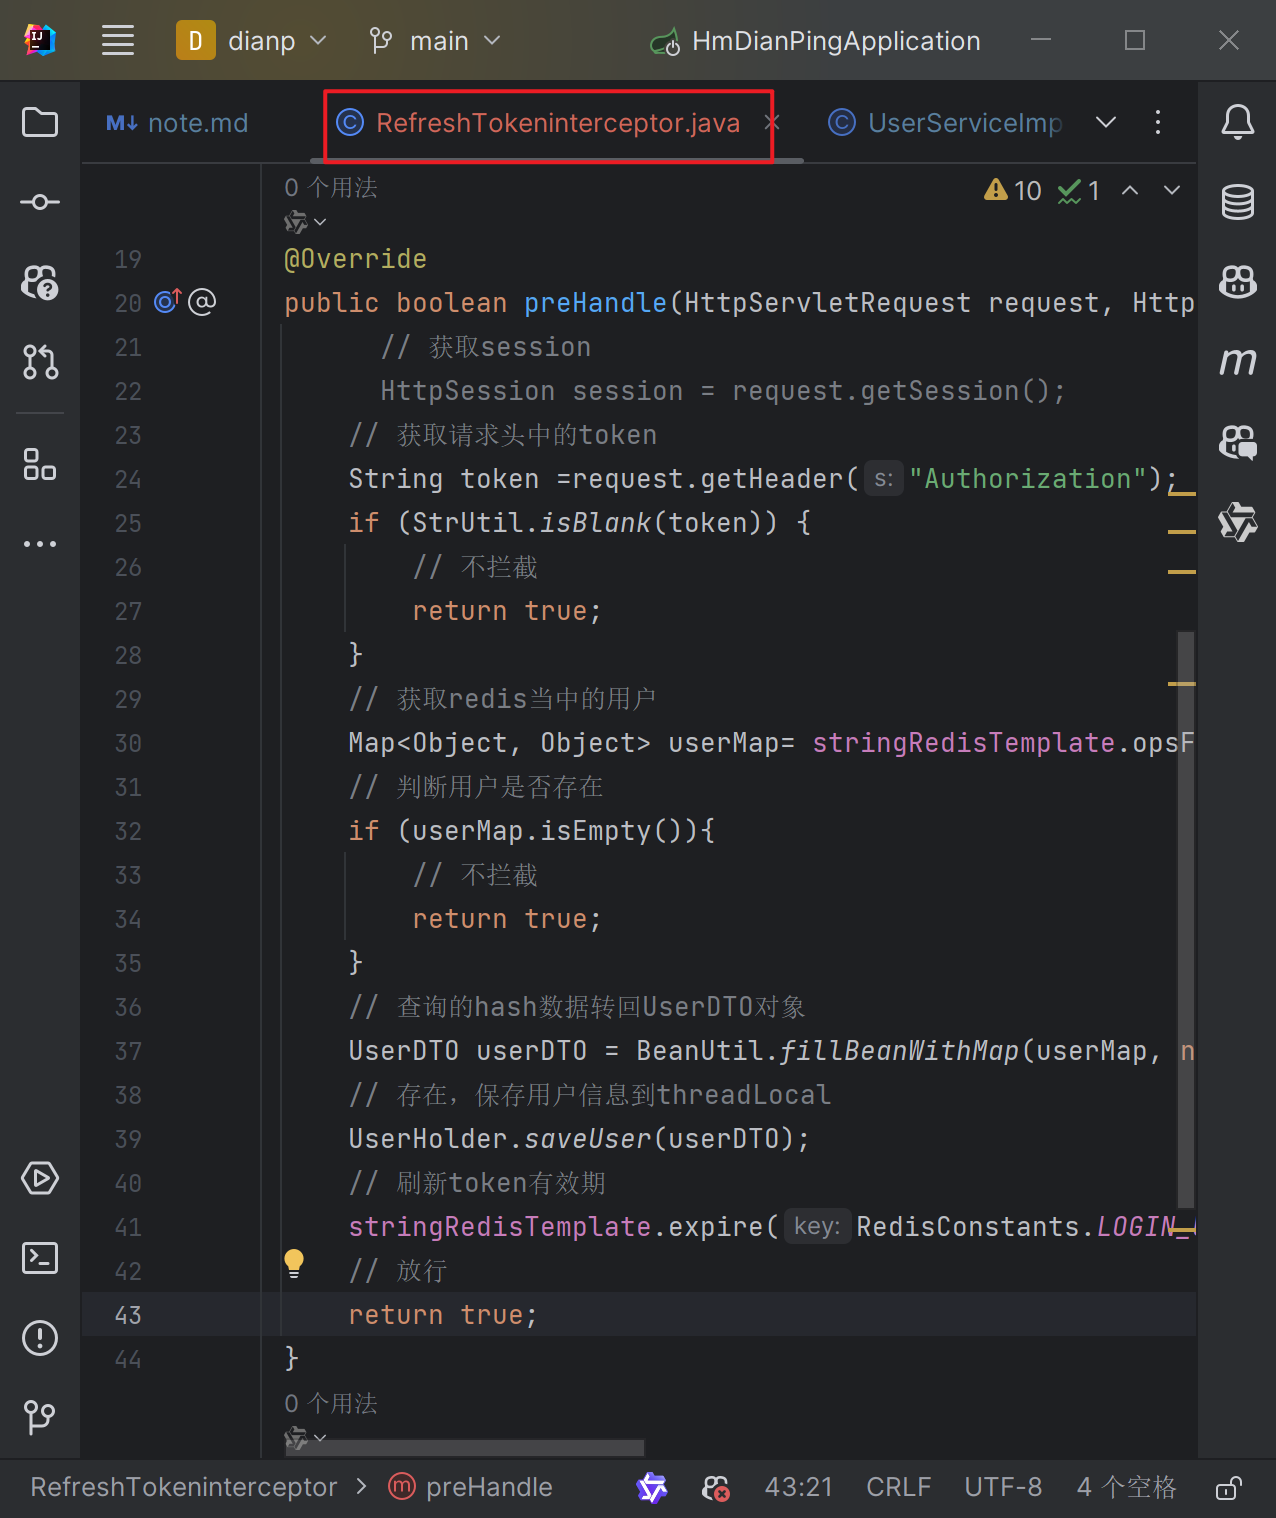 D dianp main HmDianPingApplication
M↓ note.md RefreshTokeninterceptor.java UserServiceImp
0 个用法
10 1
19 @Override
20 public boolean preHandle(HttpServletRequest request, Http
21 // 获取session
22 HttpSession session = request.getSession();
23 // 获取请求头中的token
24 String token =request.getHeader( s: "Authorization");
25 if (StrUtil.isBlank(token)) {
26 // 不拦截
27 return true;
28 }
29 // 获取redis当中的用户
30 Map<Object, Object> userMap= stringRedisTemplate.opsF
31 // 判断用户是否存在
32 if (userMap.isEmpty()){
33 // 不拦截
34 return true;
35 }
36 // 查询的hash数据转回UserDTO对象
37 UserDTO userDTO = BeanUtil.fillBeanWithMap(userMap, n
38 // 存在，保存用户信息到threadLocal
39 UserHolder.saveUser(userDTO);
40 // 刷新token有效期
41 stringRedisTemplate.expire( key: RedisConstants.LOGIN_
42 // 放行
43 return true;
44 }
0 个用法
RefreshTokeninterceptor > m preHandle 43:21 CRLF UTF-8 4 个空格